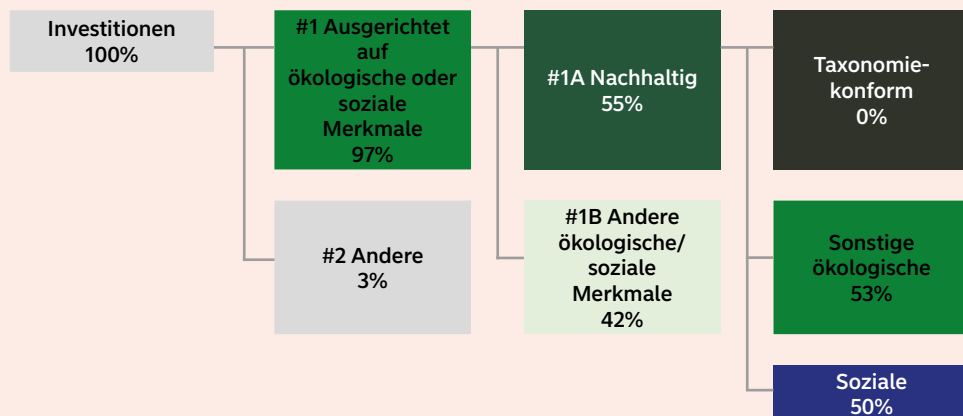 Investitionen
100%
#1 Ausgerichtet
auf
ökologische oder
soziale
Merkmale
97%
#1A Nachhaltig
55%
Taxonomie-
konform
0%
#2 Andere
3%
#1B Andere
ökologische/
soziale
Merkmale
42%
Sonstige
ökologische
53%
Soziale
50%